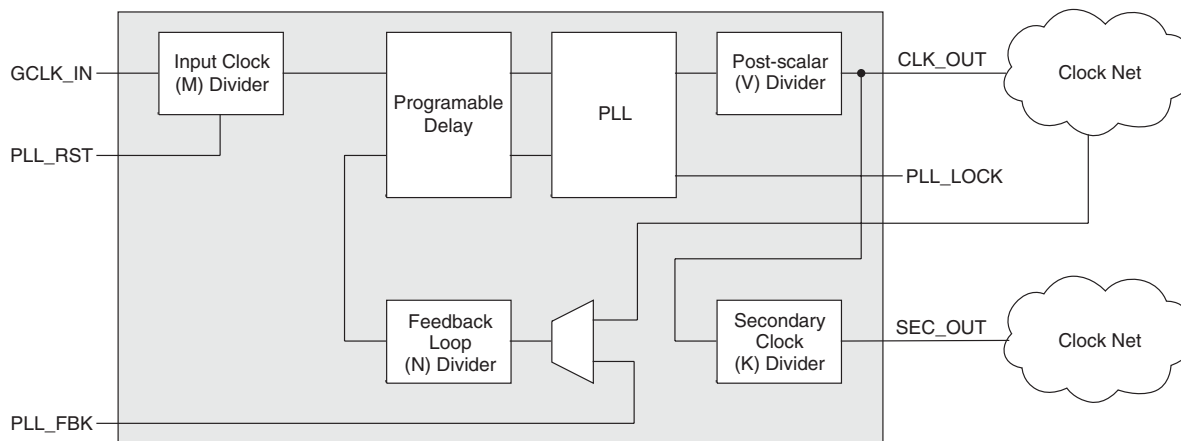 GCLK_IN
Input Clock
(M) Divider
Programable
Delay
PLL
Post-scalar
(V) Divider
CLK_OUT
Clock Net
PLL_RST
PLL_LOCK
Feedback
Loop
(N) Divider
Secondary
Clock
(K) Divider
SEC_OUT
Clock Net
PLL_FBK